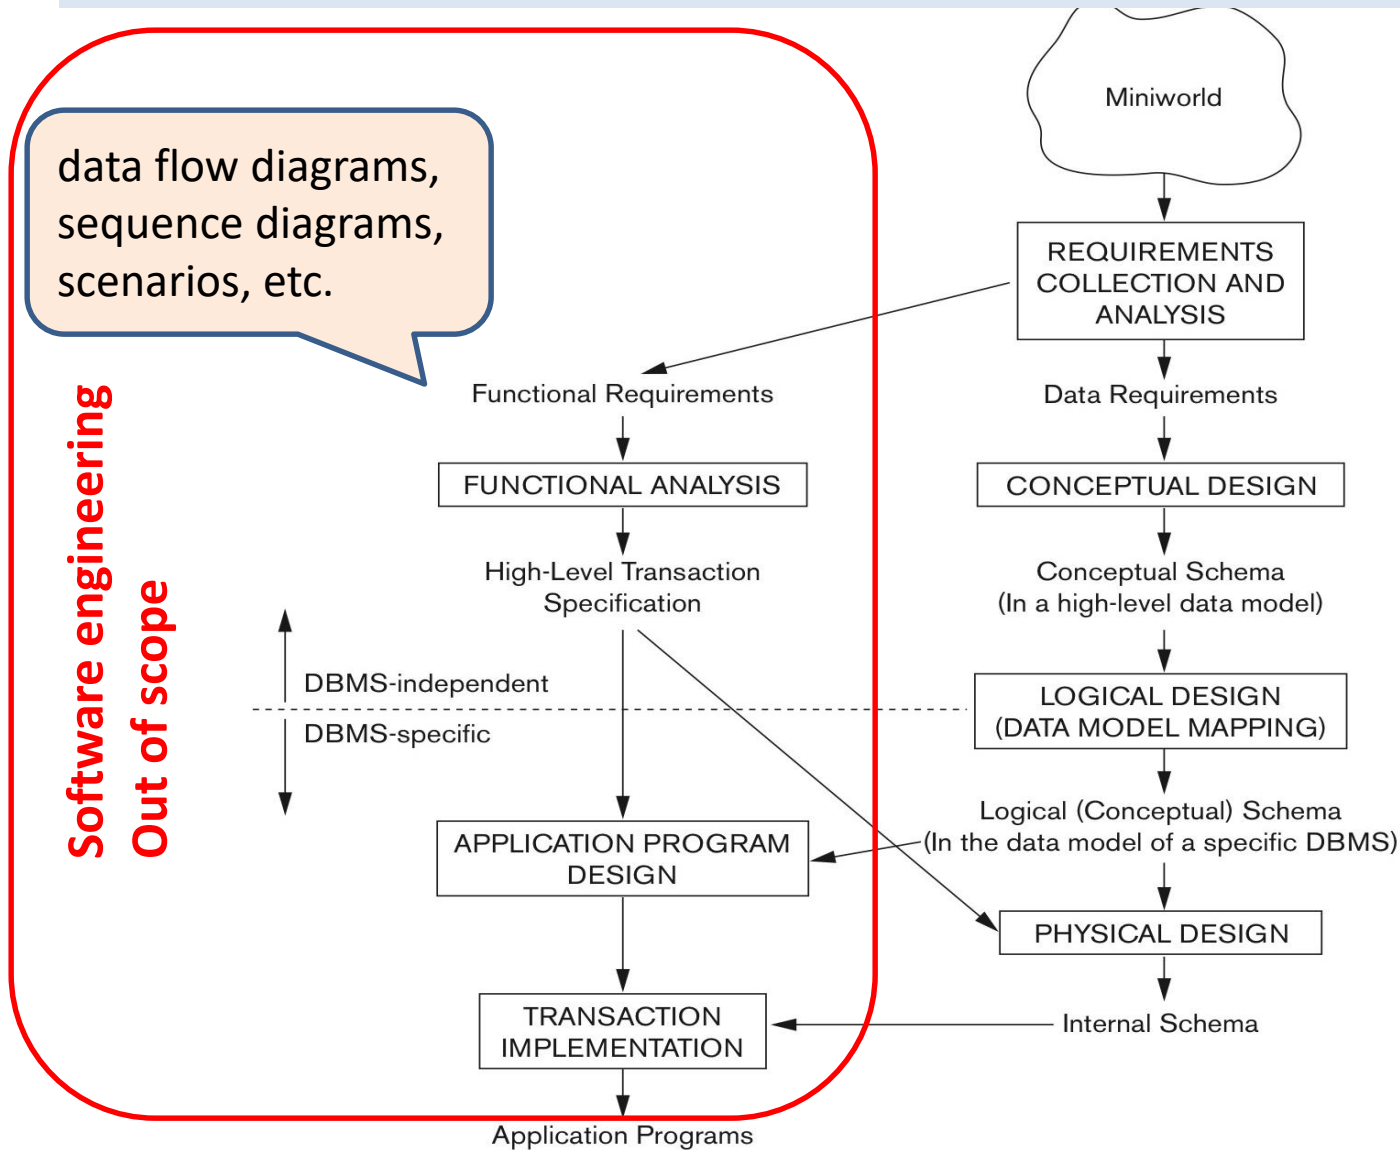 Miniworld
data flow diagrams,
sequence diagrams,
scenarios, etc.
REQUIREMENTS
COLLECTION AND
ANALYSIS
Software engineering
Out of scope
Functional Requirements
Data Requirements
FUNCTIONAL ANALYSIS
CONCEPTUAL DESIGN
High-Level Transaction
Specification
Conceptual Schema
(In a high-level data model)
DBMS-independent
DBMS-specific
LOGICAL DESIGN
(DATA MODEL MAPPING)
APPLICATION PROGRAM
DESIGN
Logical (Conceptual) Schema
(In the data model of a specific DBMS)
PHYSICAL DESIGN
TRANSACTION
IMPLEMENTATION
Internal Schema
Application Programs